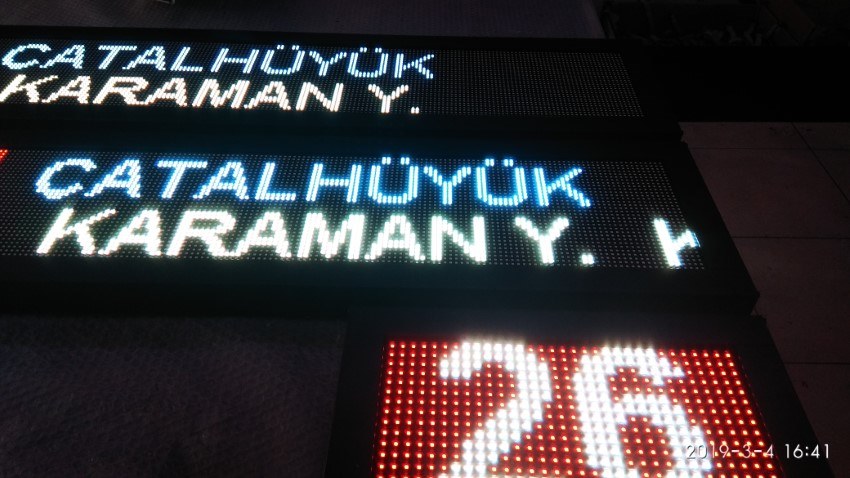 CATALHÜYÜK
KARAMAN Y.
CATALHÜYÜK
KARAMAN Y. K
26
2019-3-4 16:41